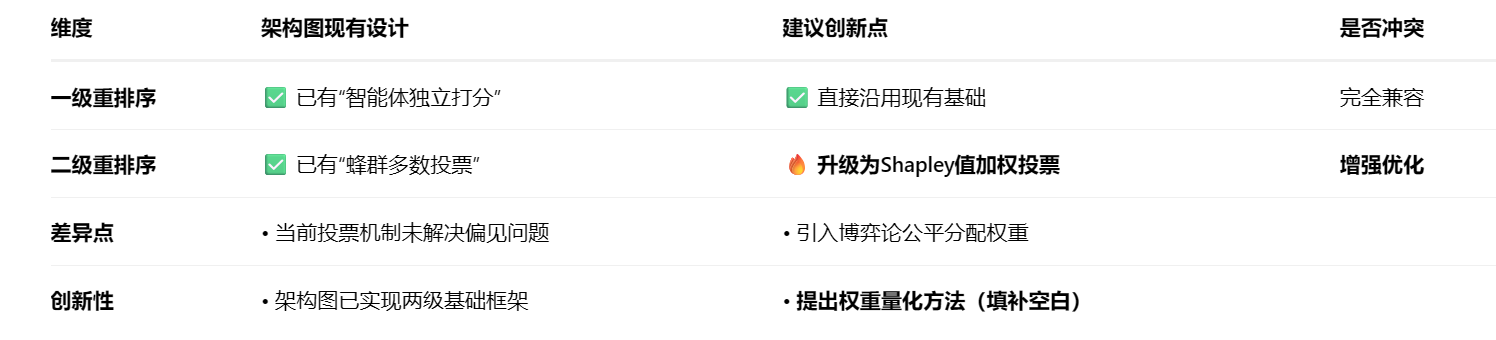 维度 架构图现有设计 建议创新点 是否冲突
一级重排序 ✅ 已有“智能体独立打分” ✅ 直接沿用现有基础 完全兼容
二级重排序 ✅ 已有“蜂群多数投票” 🔥 升级为Shapley值加权投票 增强优化
差异点 • 当前投票机制未解决偏见问题 • 引入博弈论公平分配权重
创新性 • 架构图已实现两级基础框架 • 提出权重量化方法（填补空白）